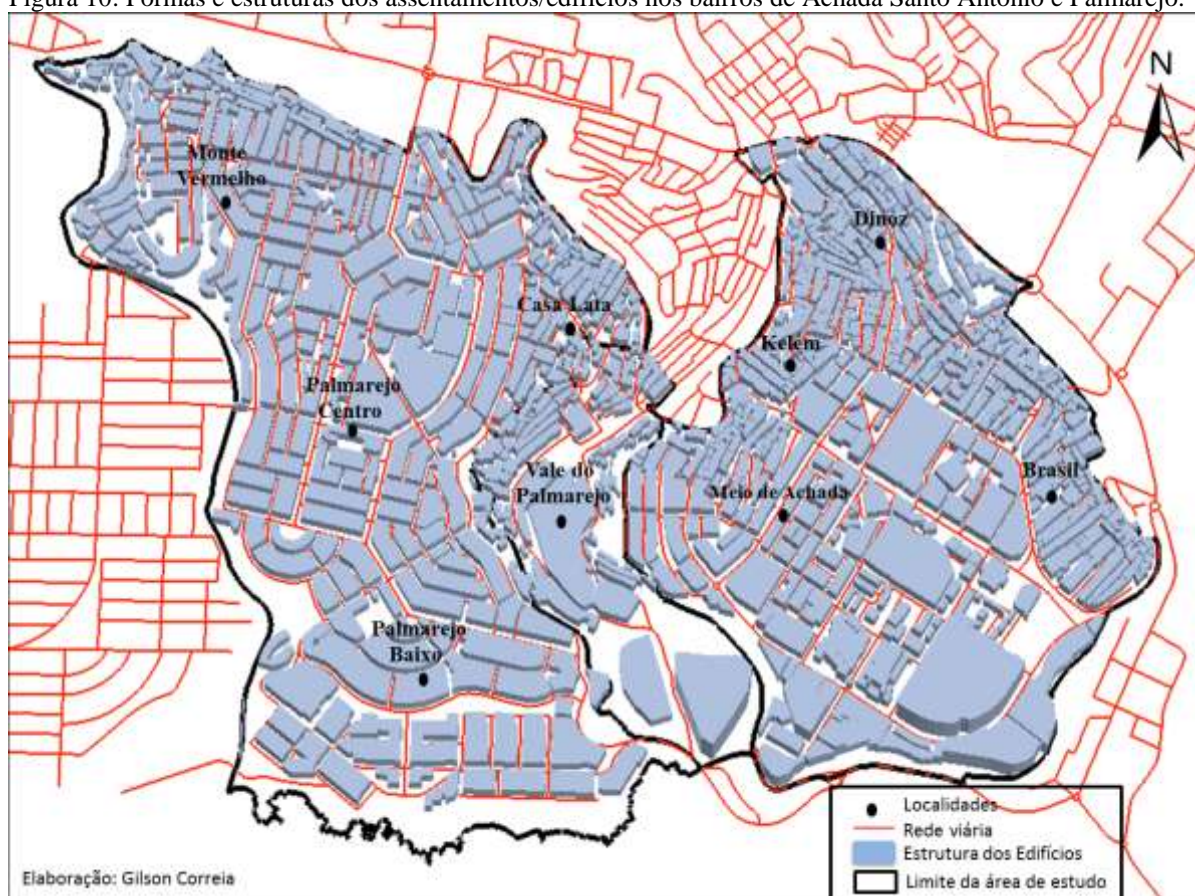 Figura 10: Formas e estruturas dos assentamentos/edifícios nos bairros de Achada Santo António e Palmarejo.
N
Monte
Vermelho
Dinoz
Casa Lata
Kelem
Palmarejo
Centro
Vale do
Palmarejo
Meio de Achada
Brasil
Palmarejo
Baixo
Localidades
Rede viária
Estrutura dos Edifícios
Limite da área de estudo
Elaboração: Gilson Correia